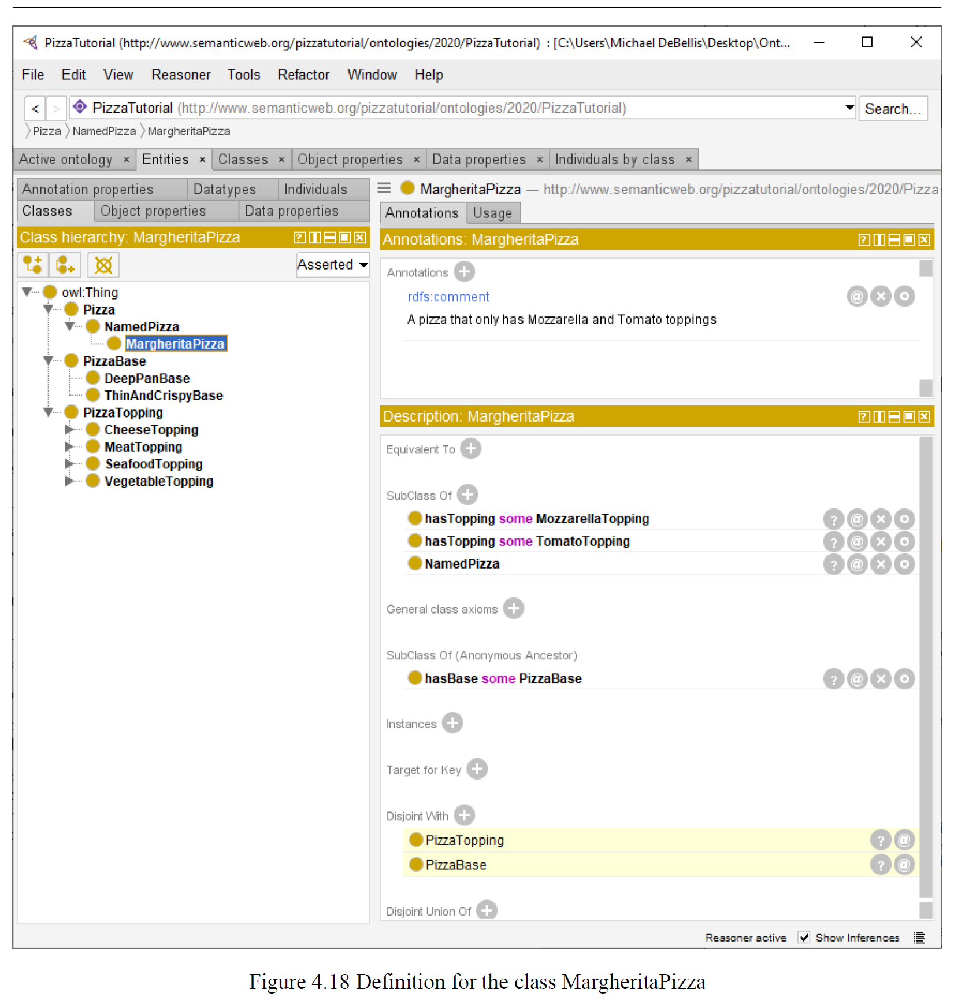 PizzaTutorial (http://www.semanticweb.org/pizzatutorial/ontologies/2020/PizzaTutorial) : [C:\Users\Michael DeBellis\Desktop\Ont...
File Edit View Reasoner Tools Refactor Window Help
< > PizzaTutorial (http://www.semanticweb.org/pizzatutorial/ontologies/2020/PizzaTutorial) Search...
Pizza NamedPizza MargheritaPizza
Active ontology × Entities × Classes × Object properties × Data properties × Individuals by class ×
Annotation properties Datatypes Individuals
Classes Object properties Data properties
Class hierarchy: MargheritaPizza
Asserted
owl:Thing
Pizza
NamedPizza
MargheritaPizza
PizzaBase
DeepPanBase
ThinAndCrispyBase
PizzaTopping
CheeseTopping
MeatTopping
SeafoodTopping
VegetableTopping
MargheritaPizza — http://www.semanticweb.org/pizzatutorial/ontologies/2020/Pizza
Annotations Usage
Annotations: MargheritaPizza
Annotations
rdfs:comment
A pizza that only has Mozzarella and Tomato toppings
Description: MargheritaPizza
Equivalent To
SubClass Of
hasTopping some MozzarellaTopping
hasTopping some TomatoTopping
NamedPizza
General class axioms
SubClass Of (Anonymous Ancestor)
hasBase some PizzaBase
Instances
Target for Key
Disjoint With
PizzaTopping
PizzaBase
Disjoint Union Of
Reasoner active Show Inferences
Figure 4.18 Definition for the class MargheritaPizza